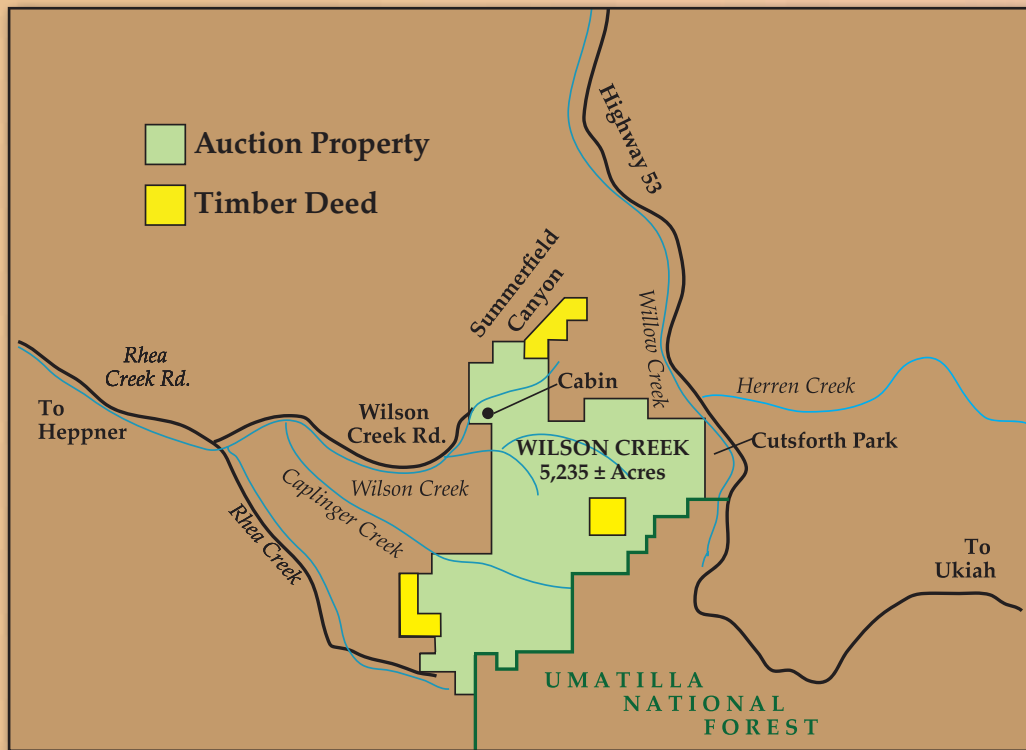 Auction Property
Timber Deed
Highway 53
Summerfield
Canyon
Willow Creek
Rhea
Creek Rd.
Herren Creek
Cabin
To
Heppner
Wilson
Creek Rd.
WILSON CREEK
5,235 ± Acres
Cutsforth Park
Wilson Creek
Caplinger Creek
Rhea Creek
To
Ukiah
UMATILLA
NATIONAL
FOREST